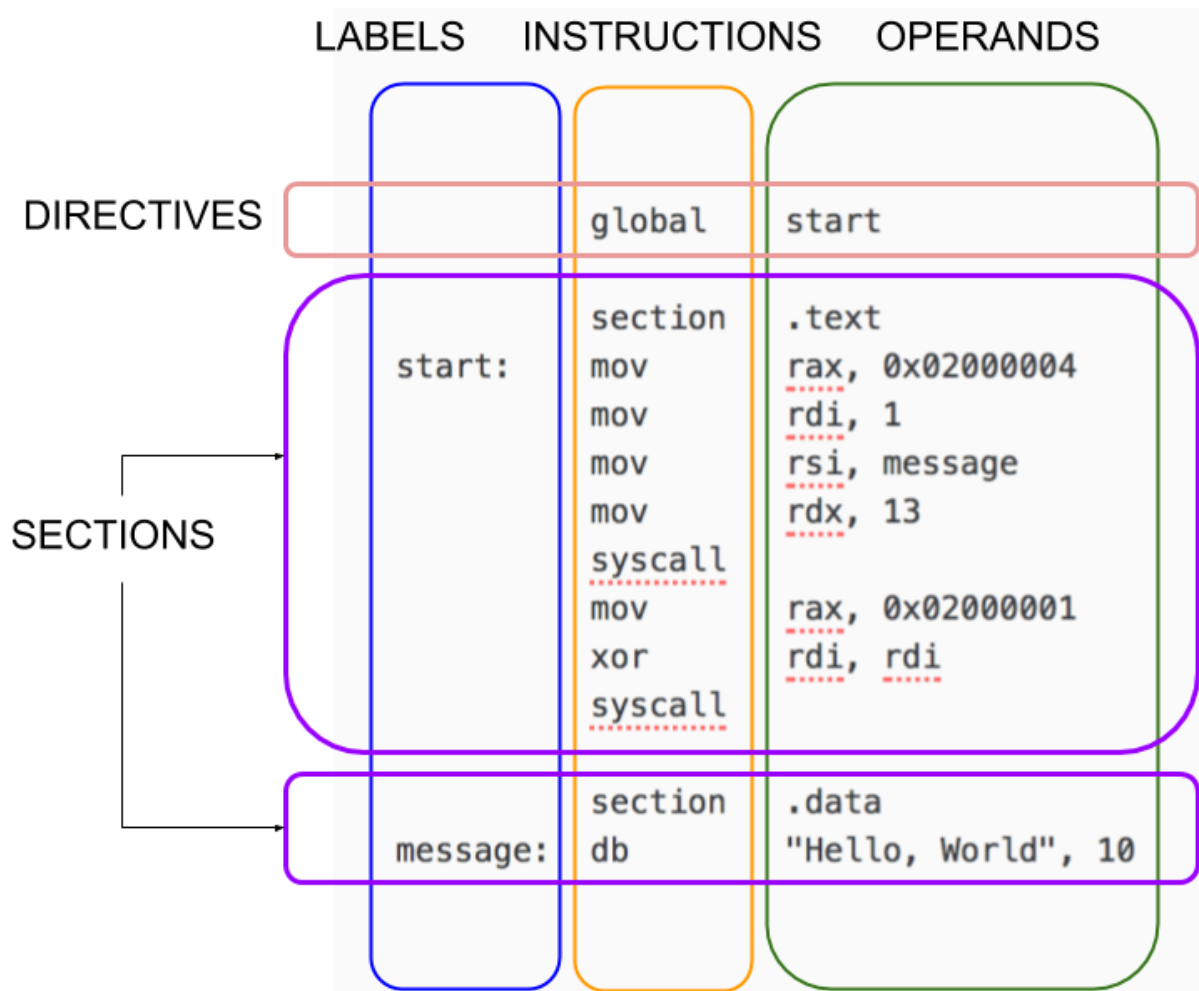 LABELS INSTRUCTIONS OPERANDS
DIRECTIVES
global start
section .text
start: mov rax, 0x02000004
mov rdi, 1
mov rsi, message
mov rdx, 13
SECTIONS
syscall
mov rax, 0x02000001
xor rdi, rdi
syscall
section .data
message: db "Hello, World", 10